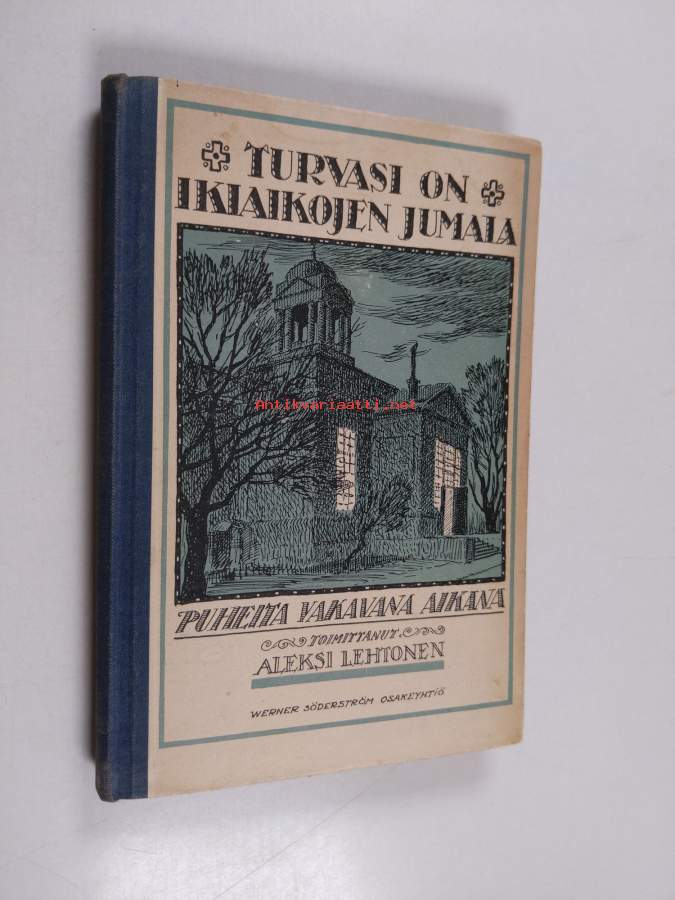 TURVASI ON
IKIAIKOJEN JUMALA
Antikvariaatti.net
PUHEITA VAKAVANA AIKANA
TOIMITTANUT
ALEKSI LEHTONEN
WERNER SÖDERSTRÖM OSAKEYHTIÖ